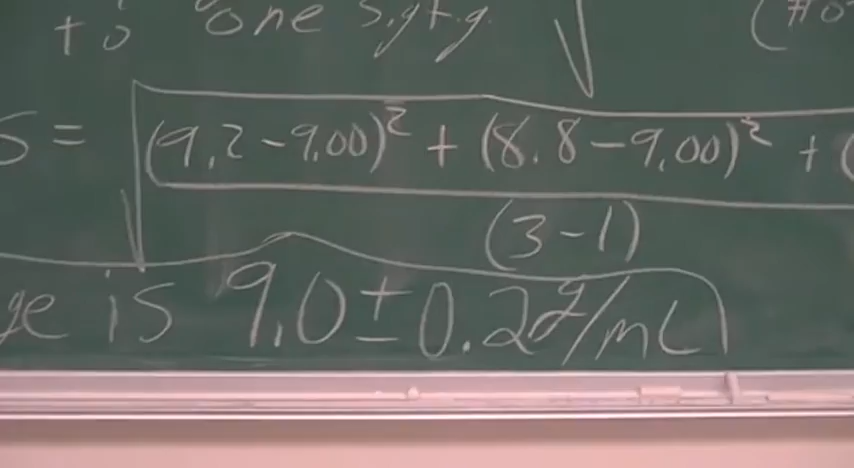 to one sig.fig. √ (#o
S = √ (9.2 - 9.00)² + (8.8 - 9.00)² + (
(3 - 1)
ge is 9.0 ± 0.2 g/mL